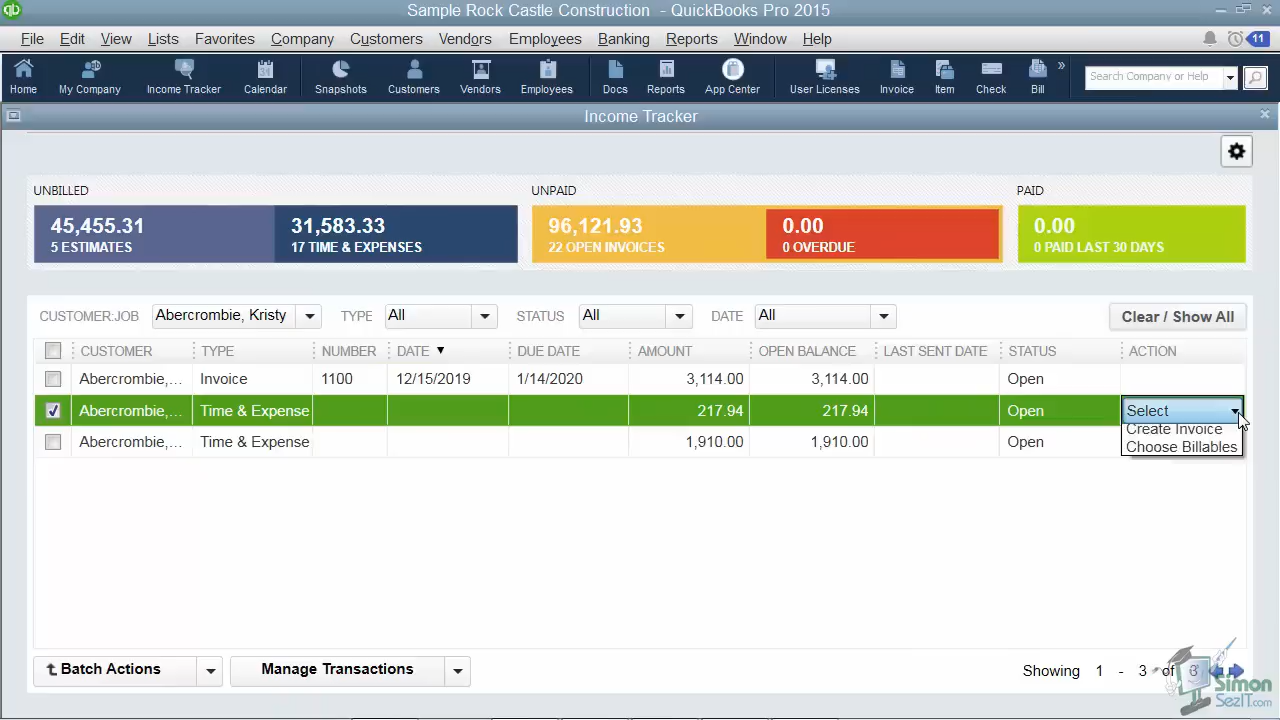 Sample Rock Castle Construction - QuickBooks Pro 2015
File Edit View Lists Favorites Company Customers Vendors Employees Banking Reports Window Help 11
Home My Company Income Tracker Calendar Snapshots Customers Vendors Employees Docs Reports App Center User Licenses Invoice Item Check Bill » Search Company or Help
Income Tracker
UNBILLED UNPAID PAID
45,455.31 31,583.33 96,121.93 0.00 0.00
5 ESTIMATES 17 TIME & EXPENSES 22 OPEN INVOICES 0 OVERDUE 0 PAID LAST 30 DAYS
CUSTOMER:JOB Abercrombie, Kristy TYPE All STATUS All DATE All Clear / Show All
CUSTOMER TYPE NUMBER DATE DUE DATE AMOUNT OPEN BALANCE LAST SENT DATE STATUS ACTION
Abercrombie,... Invoice 1100 12/15/2019 1/14/2020 3,114.00 3,114.00 Open
Abercrombie,... Time & Expense 217.94 217.94 Open Select
Create Invoice
Abercrombie,... Time & Expense 1,910.00 1,910.00 Open Choose Billables
Batch Actions Manage Transactions Showing 1 - 3 of 3
Simon
SezIT.com